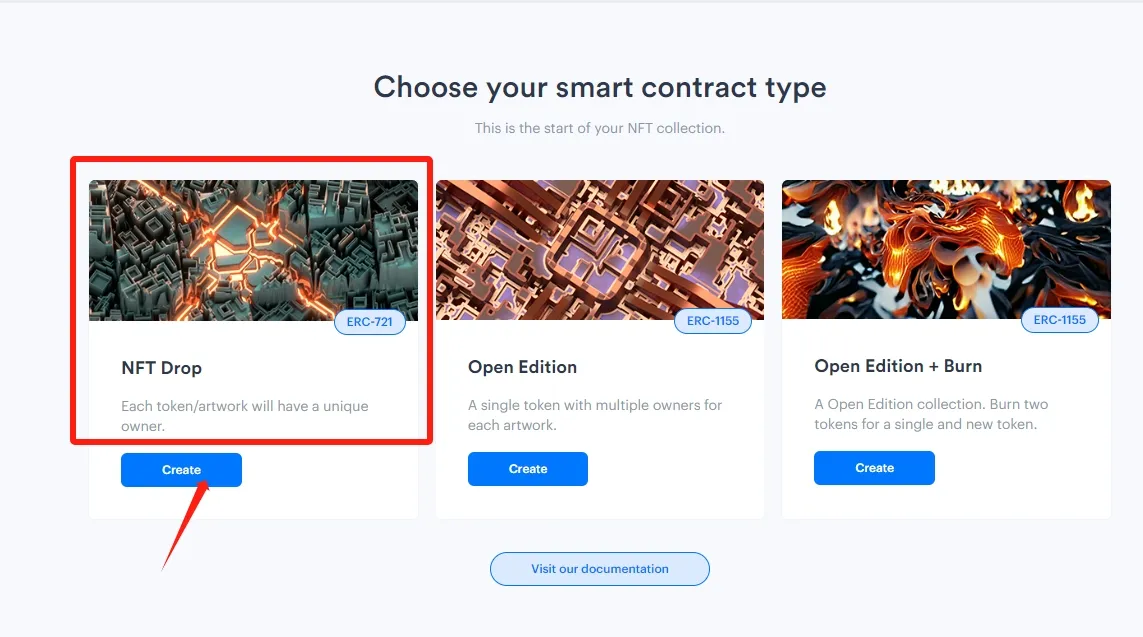 Choose your smart contract type
This is the start of your NFT collection.
ERC-721
NFT Drop
Each token/artwork will have a unique
owner.
Create
ERC-1155
Open Edition
A single token with multiple owners for
each artwork.
Create
ERC-1155
Open Edition + Burn
A Open Edition collection. Burn two
tokens for a single and new token.
Create
Visit our documentation